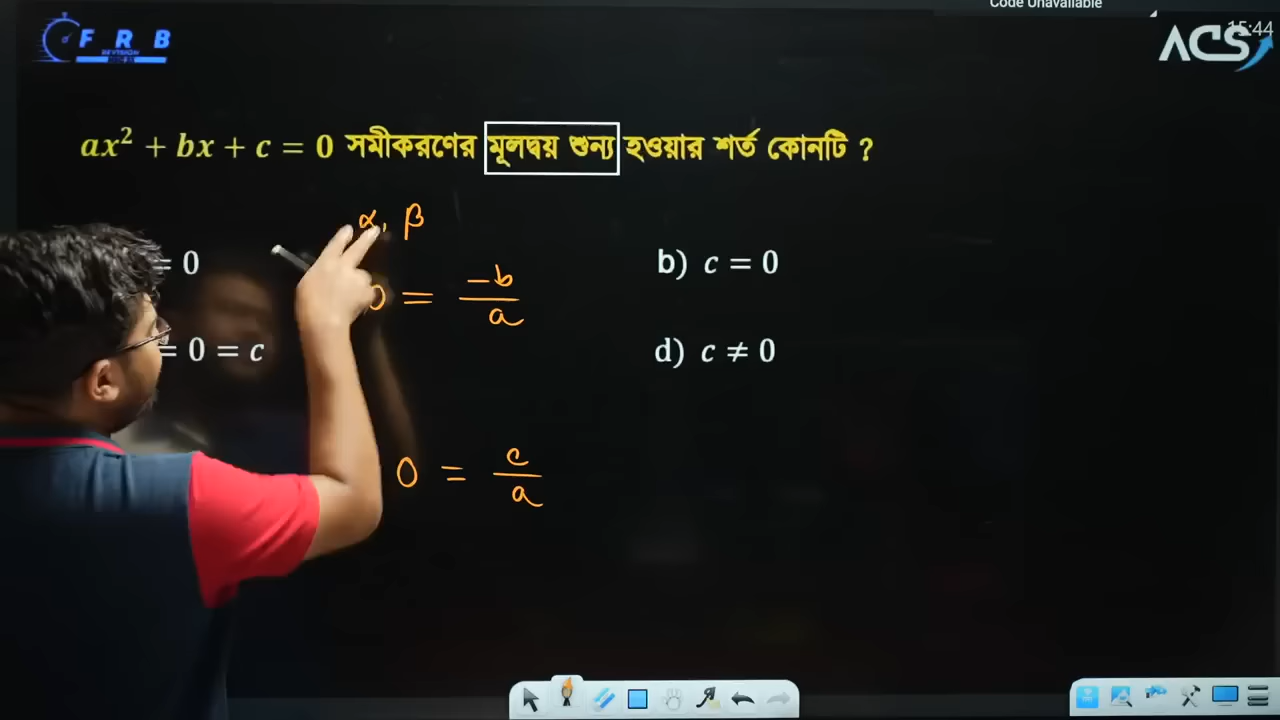 Code Unavailable
15:44
F R B
REVISION
ACS
ax² + bx + c = 0 সমীকরণের মূলদ্বয় শুন্য হওয়ার শর্ত কোনটি ?
α, β
= 0
b) c = 0
0 = -b/a
= 0 = c
d) c ≠ 0
0 = c/a